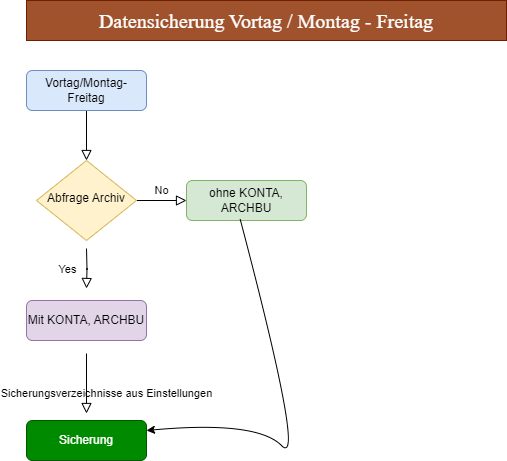 Datensicherung Vortag / Montag - Freitag
Vortag/Montag-
Freitag
Abfrage Archiv
No
ohne KONTA,
ARCHBU
Yes
Mit KONTA, ARCHBU
Sicherungsverzeichnisse aus Einstellungen
Sicherung